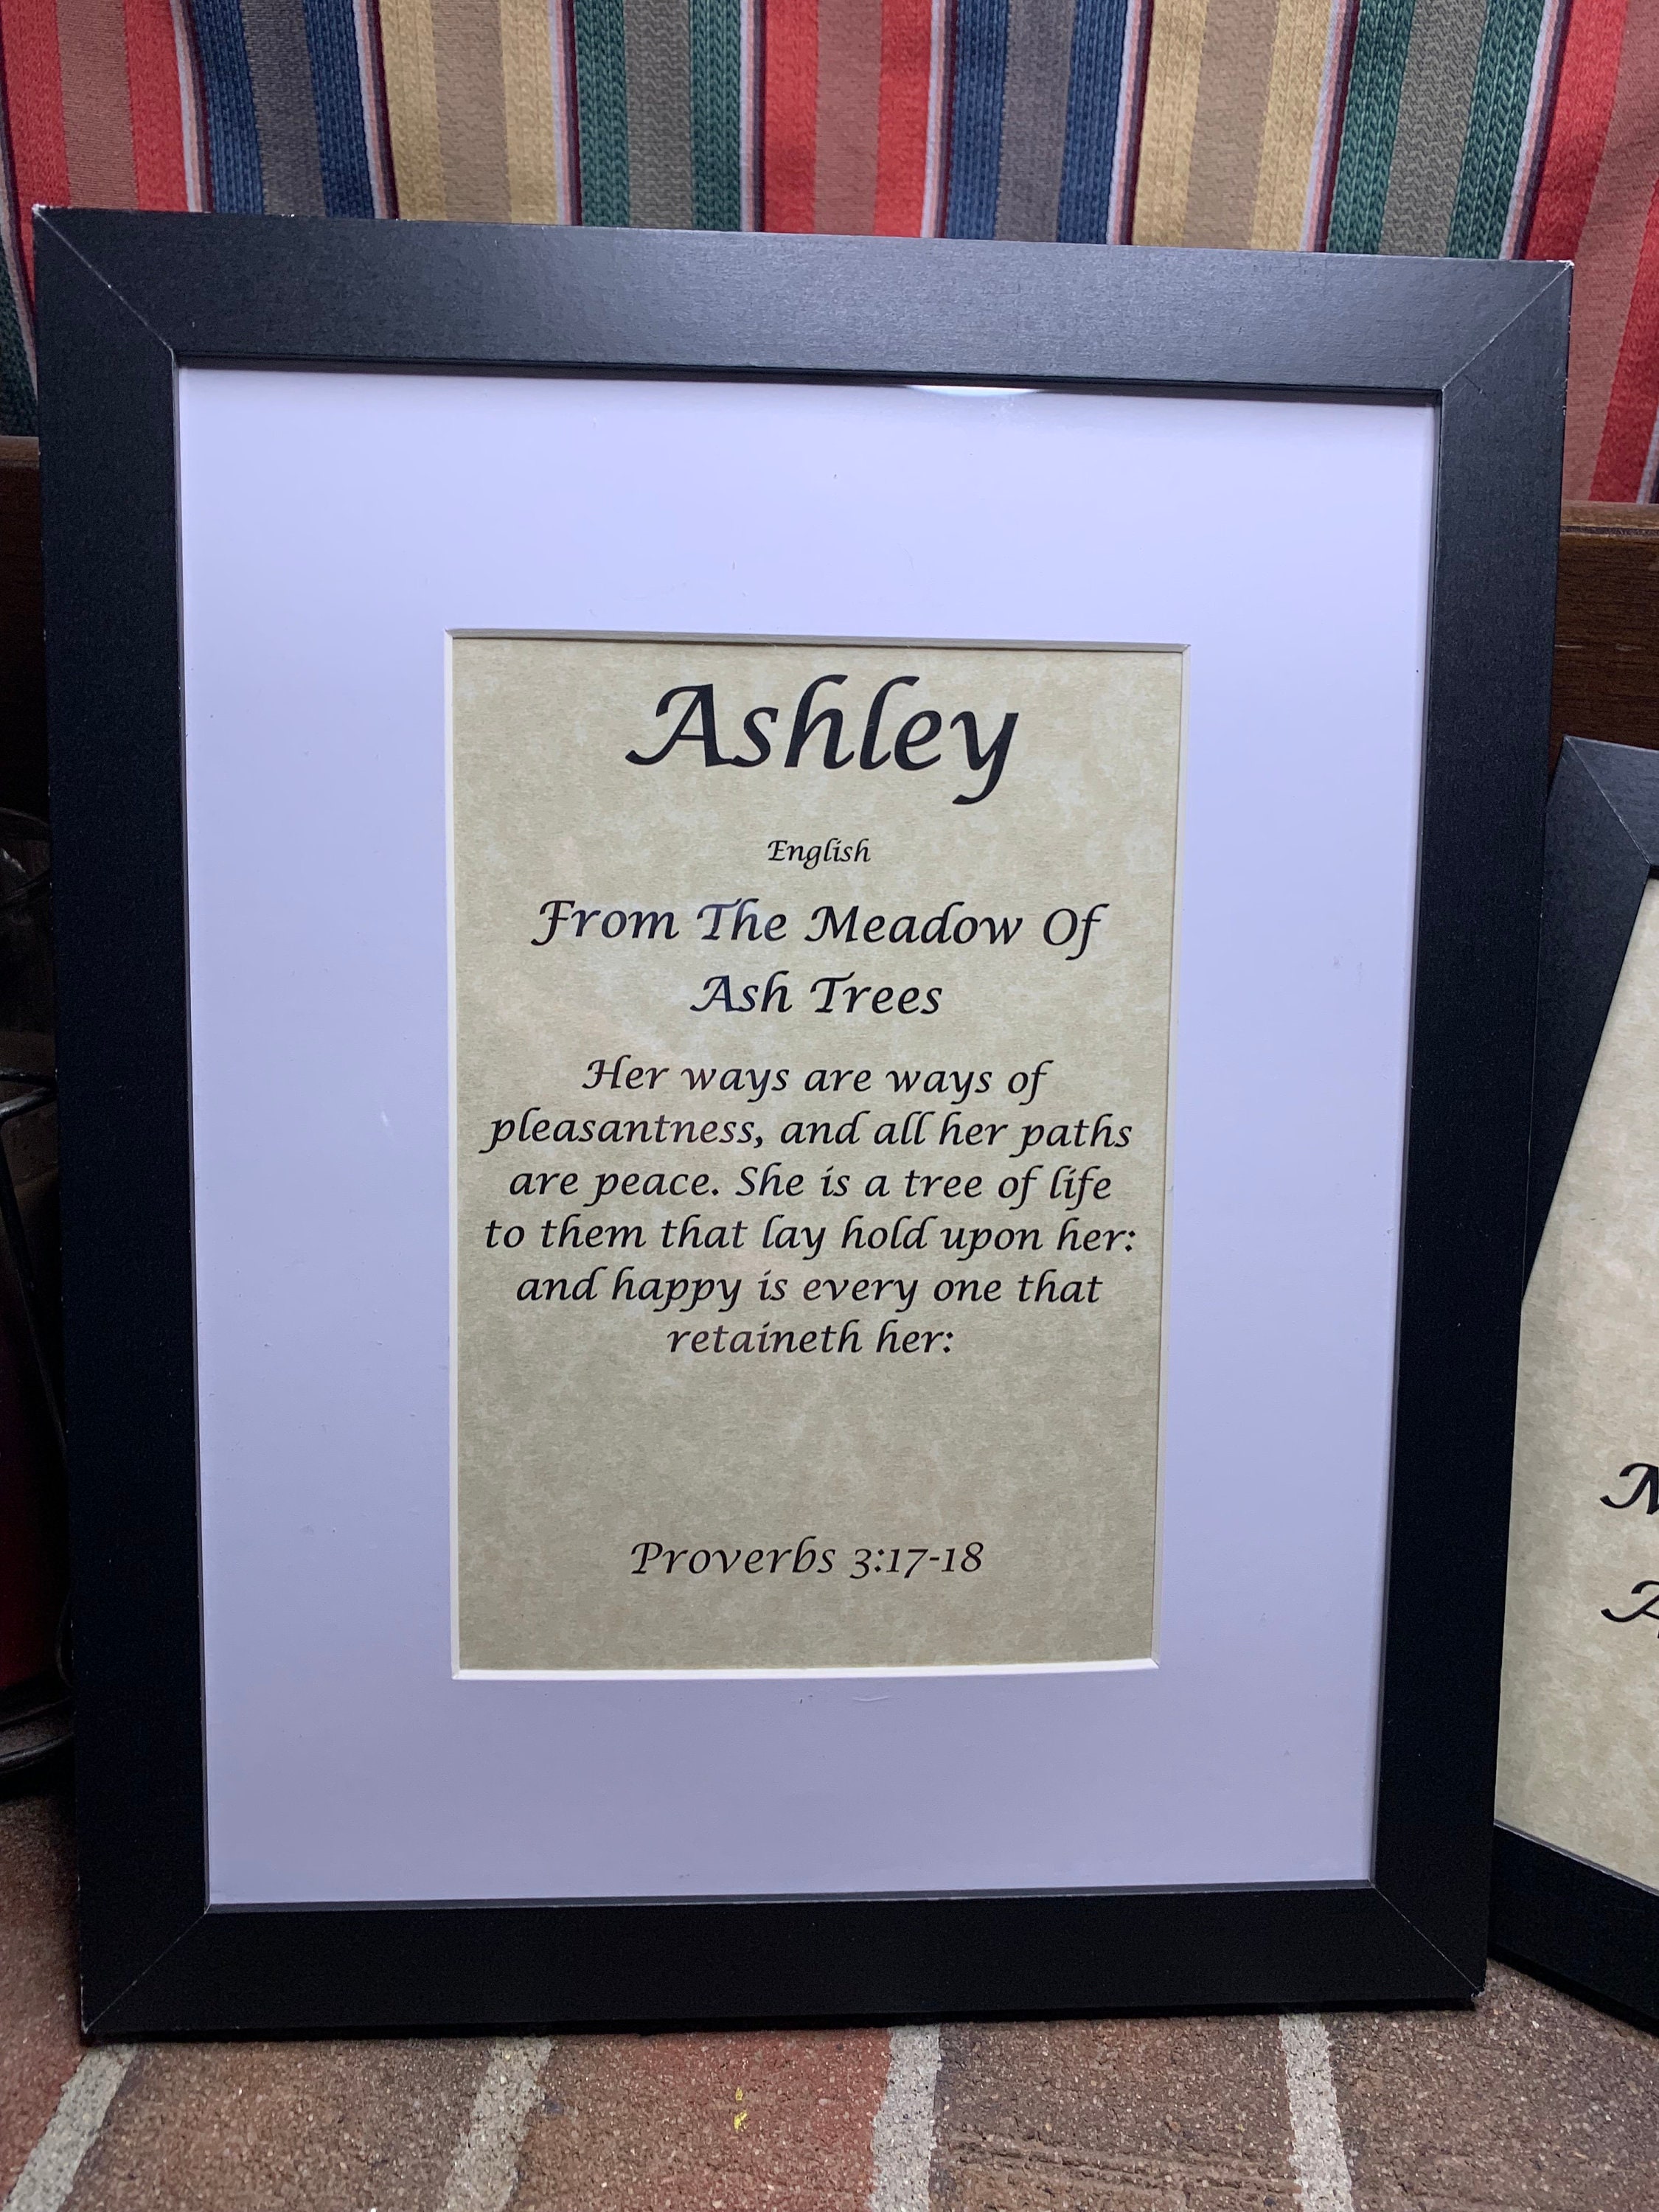 Ashley
English
From The Meadow Of
Ash Trees
Her ways are ways of
pleasantness, and all her paths
are peace. She is a tree of life
to them that lay hold upon her:
and happy is every one that
retaineth her:
Proverbs 3:17-18